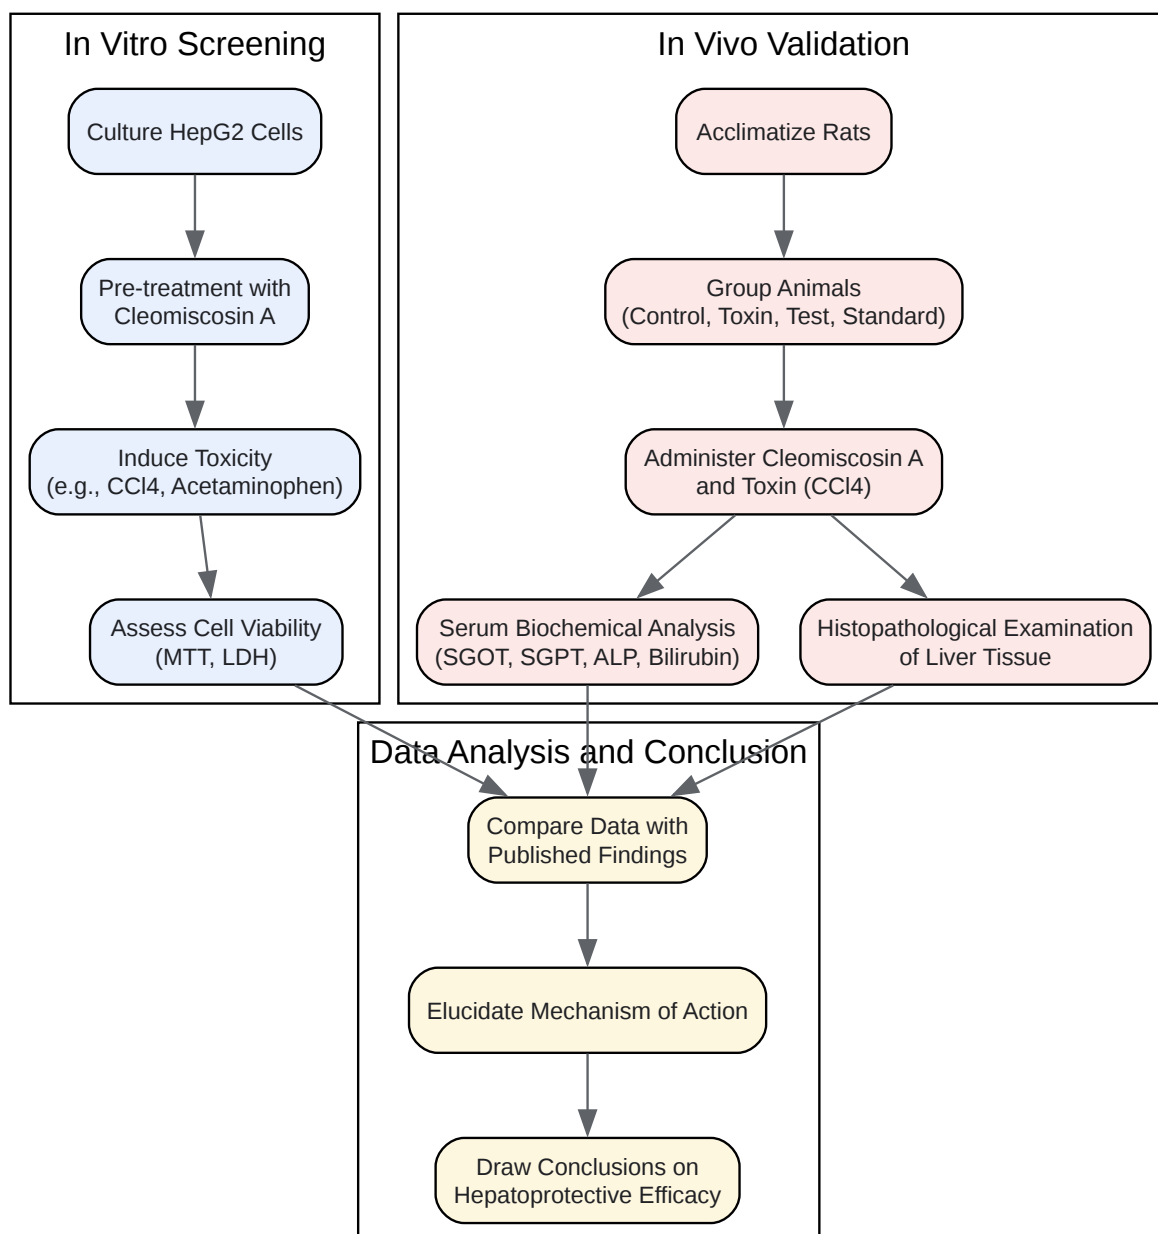 In Vitro Screening
Culture HepG2 Cells
Pre-treatment with
Cleomiscosin A
Induce Toxicity
(e.g., CCl4, Acetaminophen)
Assess Cell Viability
(MTT, LDH)
In Vivo Validation
Acclimatize Rats
Group Animals
(Control, Toxin, Test, Standard)
Administer Cleomiscosin A
and Toxin (CCl4)
Serum Biochemical Analysis
(SGOT, SGPT, ALP, Bilirubin)
Histopathological Examination
of Liver Tissue
Data Analysis and Conclusion
Compare Data with
Published Findings
Elucidate Mechanism of Action
Draw Conclusions on
Hepatoprotective Efficacy